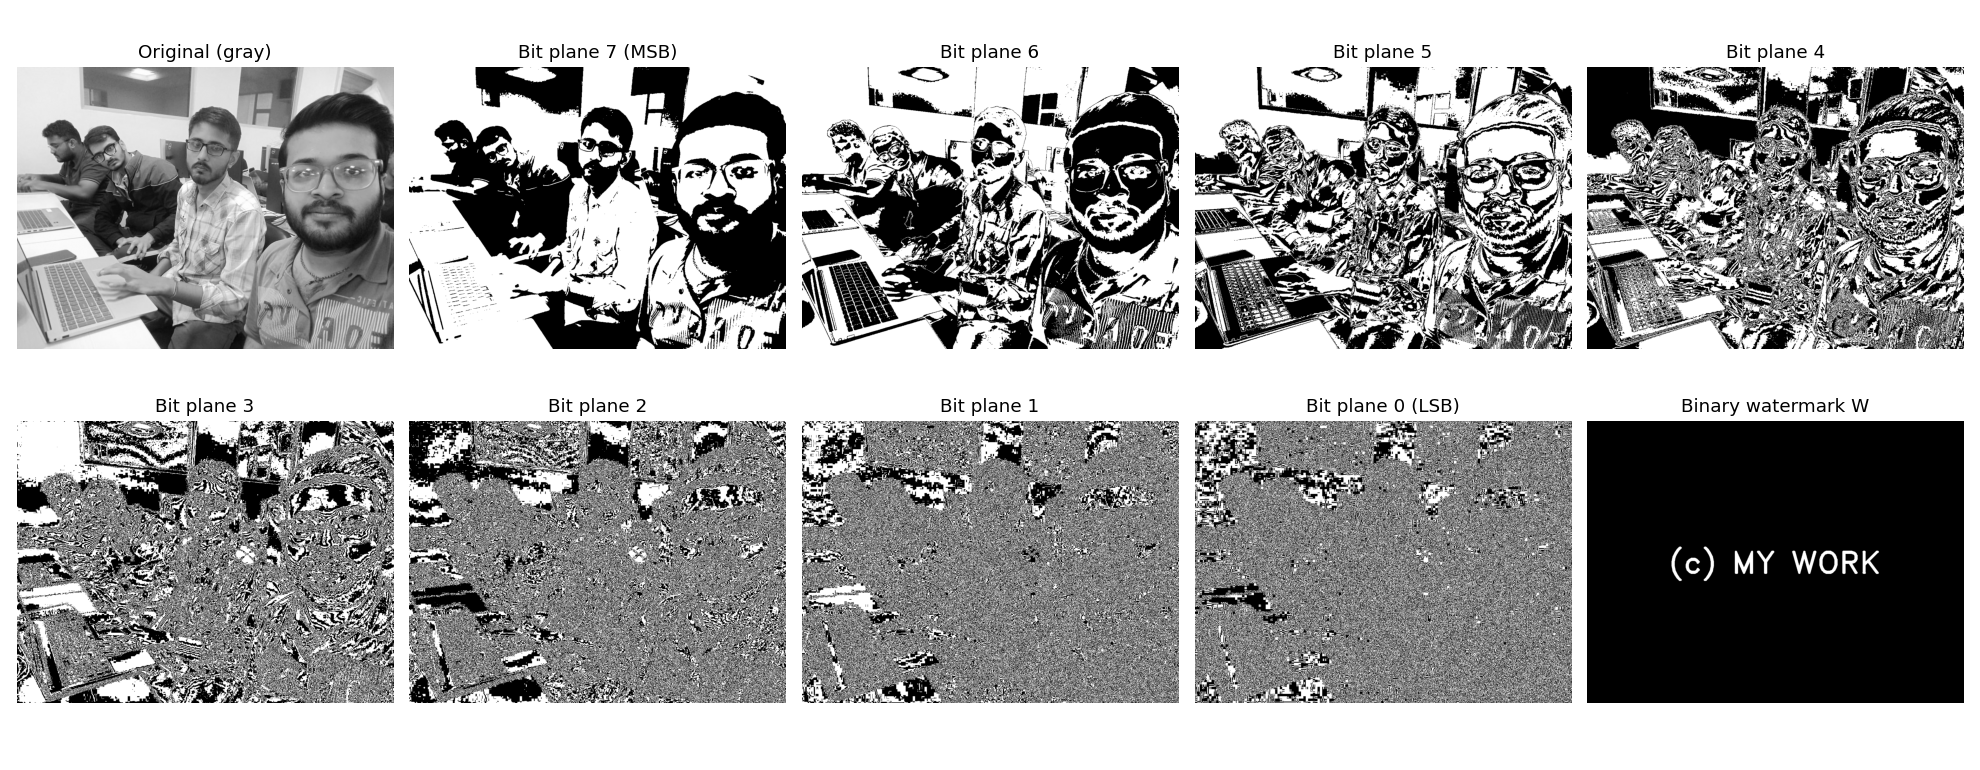 Original (gray)
Bit plane 7 (MSB)
Bit plane 6
Bit plane 5
Bit plane 4
Bit plane 3
Bit plane 2
Bit plane 1
Bit plane 0 (LSB)
Binary watermark W
(c) MY WORK